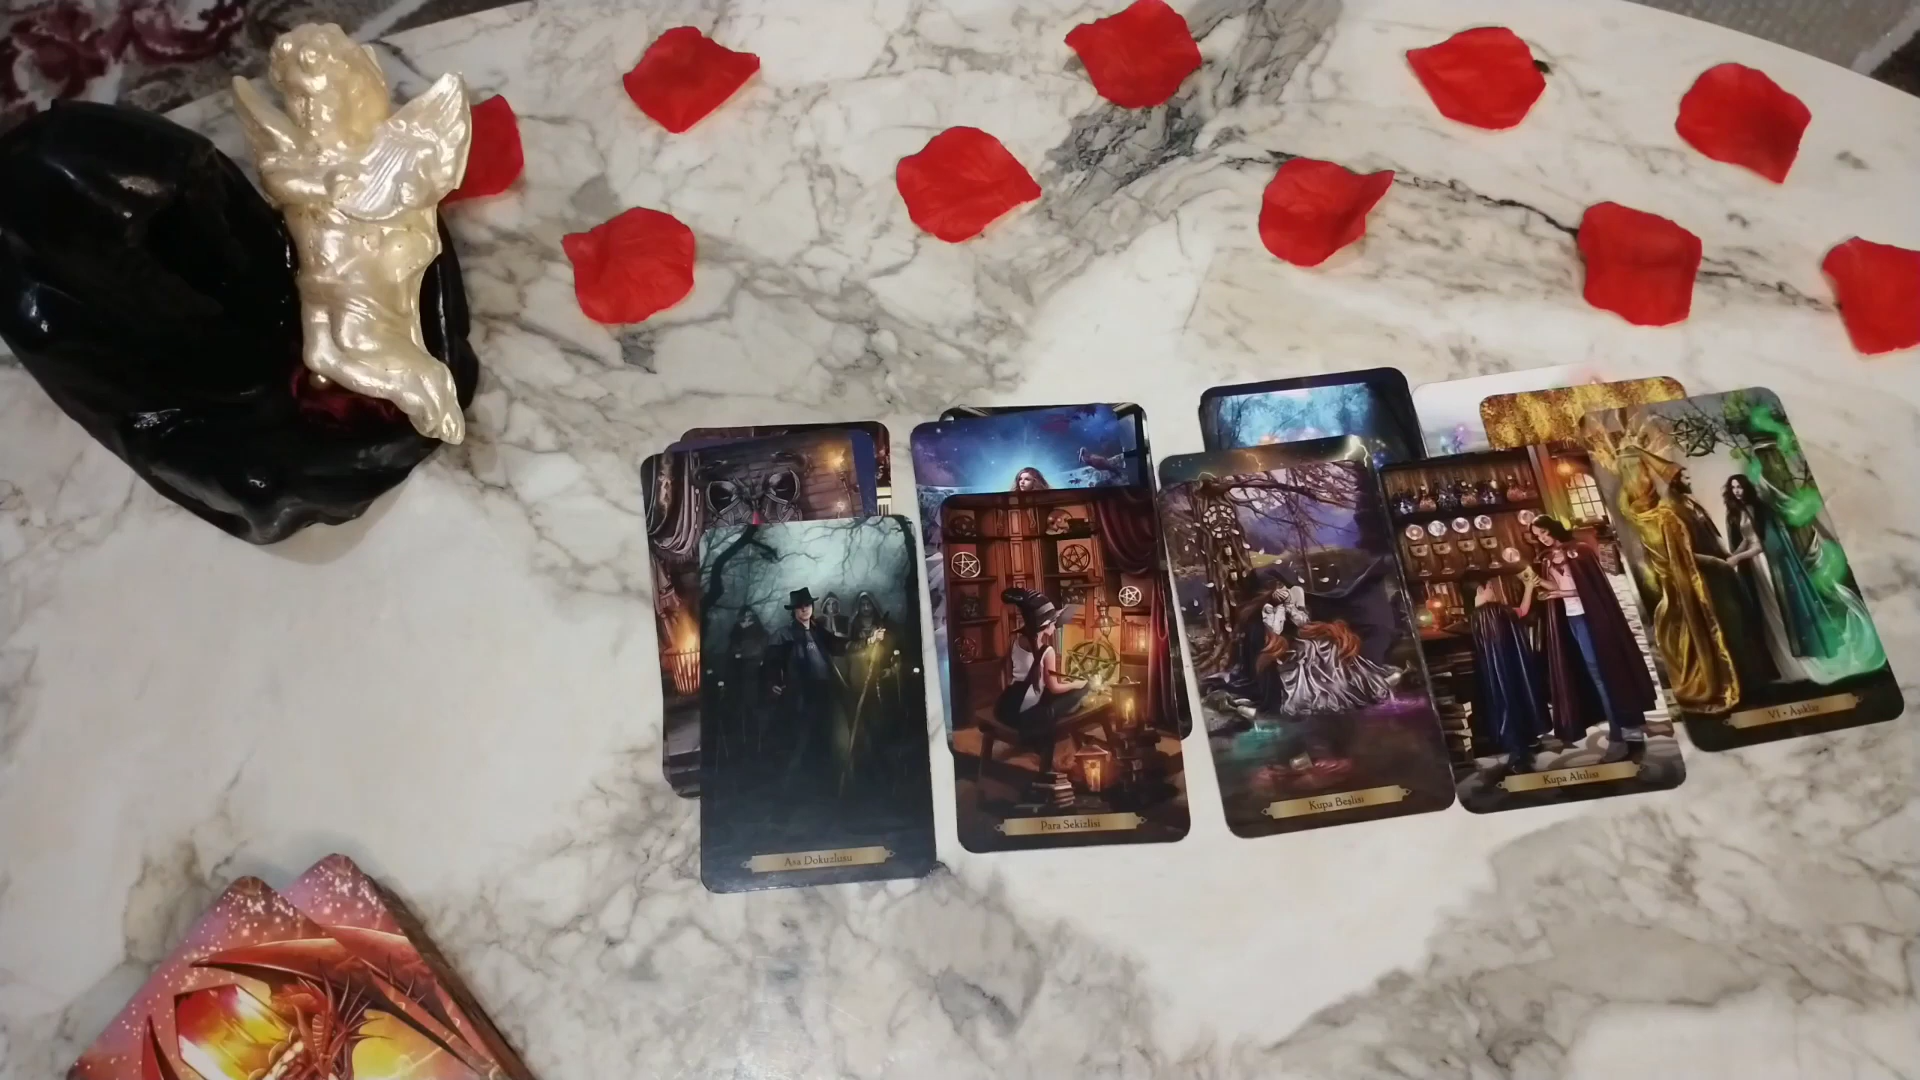 Asa Dokuzlusu
Para Sekizlisi
Kupa Beşlisi
Kupa Altılısı
VI • Aşıklar